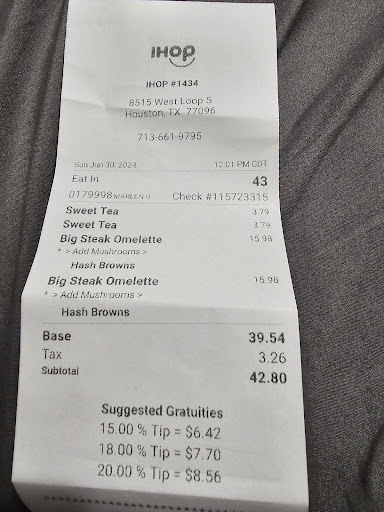 IHOP
IHOP #1434
8515 West Loop S
Houston, TX, 77096
713-661-9795
Sun Jun 30, 2024 12:01 PM CDT
Eat In 43
0179998 MARLEN G Check #115723315
Sweet Tea 3.79
Sweet Tea 3.79
Big Steak Omelette 15.98
* > Add Mushrooms >
Hash Browns
Big Steak Omelette 15.98
* > Add Mushrooms >
Hash Browns
Base 39.54
Tax 3.26
Subtotal 42.80
Suggested Gratuities
15.00 % Tip = $6.42
18.00 % Tip = $7.70
20.00 % Tip = $8.56